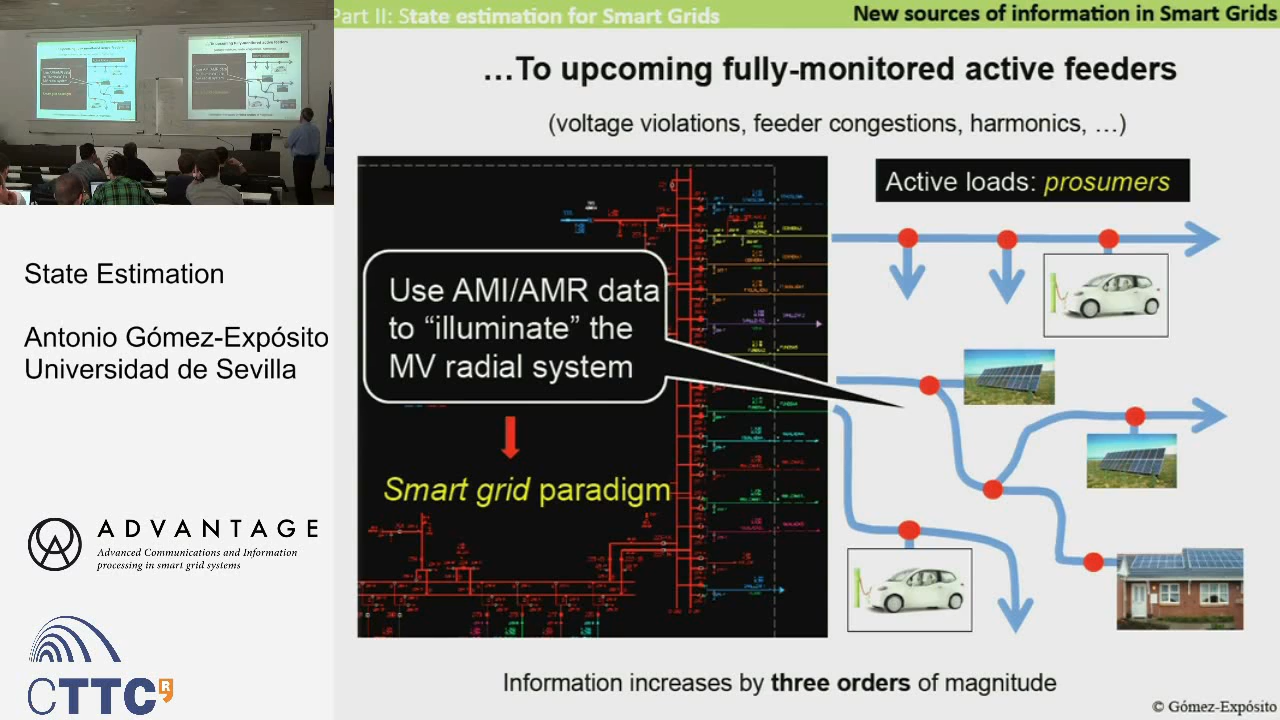 Part II: State estimation for Smart Grids
New sources of information in Smart Grids
…To upcoming fully-monitored active feeders
(voltage violations, feeder congestions, harmonics, …)
Active loads: prosumers
Use AMI/AMR data
to “illuminate” the
MV radial system
Smart grid paradigm
State Estimation
Antonio Gómez-Expósito
Universidad de Sevilla
ADVANTAGE
Advanced Communications and Information
processing in smart grid systems
CTTC
Information increases by three orders of magnitude
© Gómez-Expósito